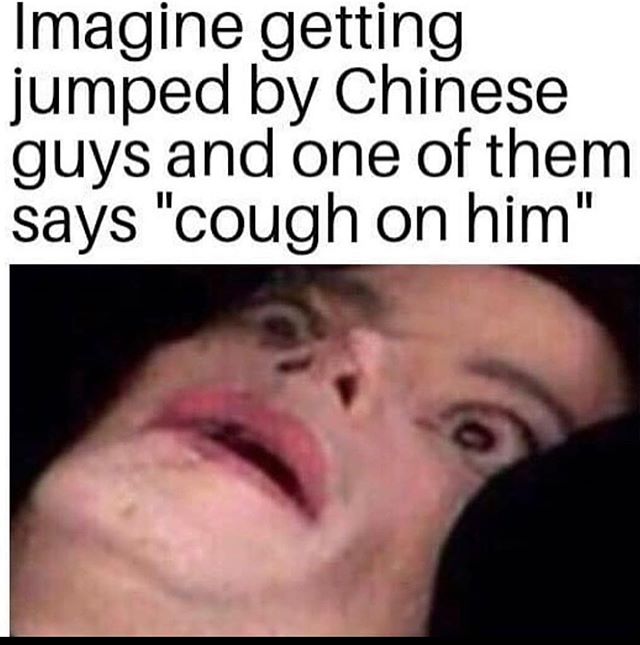 Imagine getting
jumped by Chinese
guys and one of them
says "cough on him"